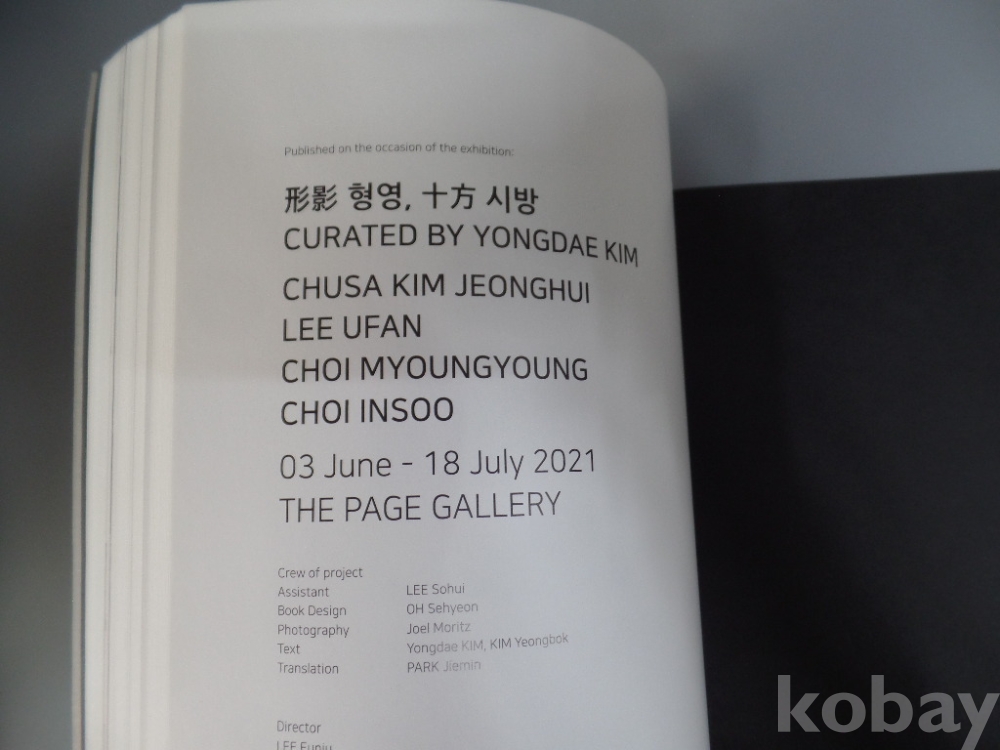 Published on the occasion of the exhibition:
形影 형영, 十方 시방
CURATED BY YONGDAE KIM
CHUSA KIM JEONGHUI
LEE UFAN
CHOI MYOUNGYOUNG
CHOI INSOO
03 June - 18 July 2021
THE PAGE GALLERY
Crew of project
Assistant LEE Sohui
Book Design OH Sehyeon
Photography Joel Moritz
Text Yongdae KIM, KIM Yeongbok
Translation PARK Jiemin
Director
LEE
kobay